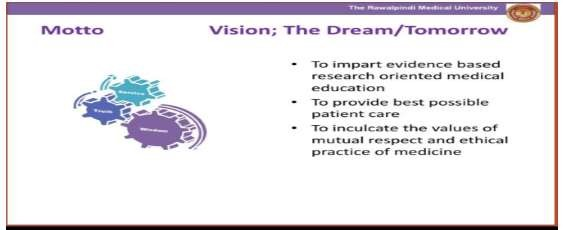 The Rawalpindi Medical University
Motto
Vision; The Dream/Tomorrow
Service
Truth
Wisdom
• To impart evidence based
research oriented medical
education
• To provide best possible
patient care
• To inculcate the values of
mutual respect and ethical
practice of medicine